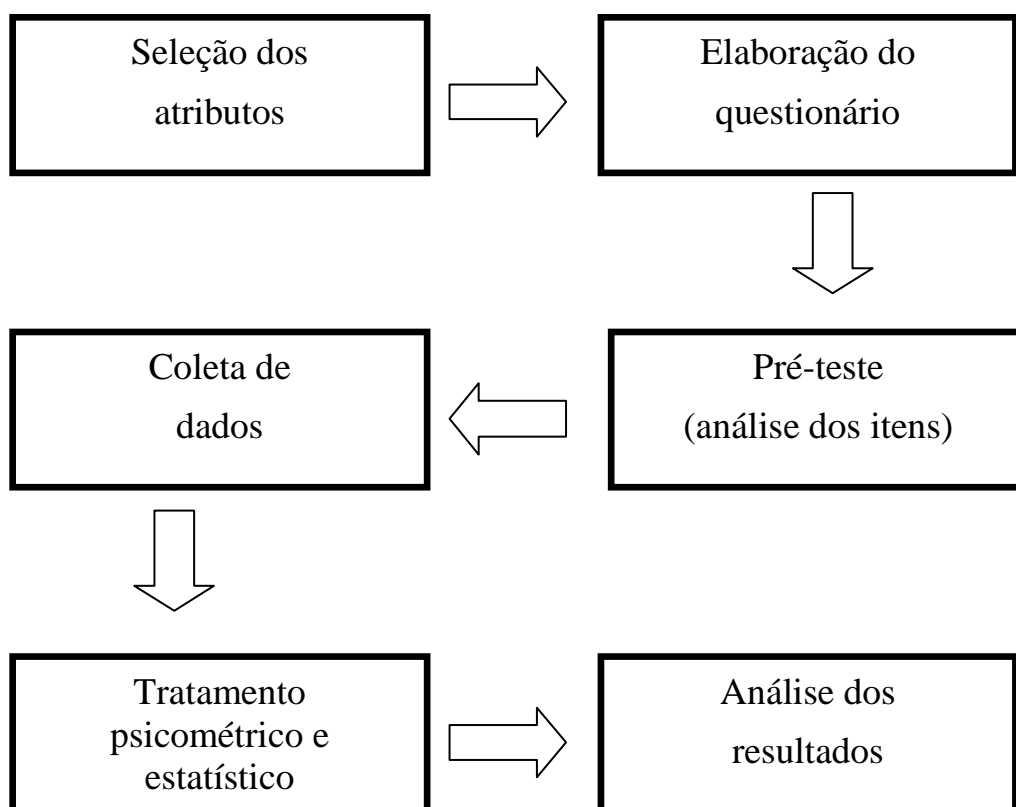 Seleção dos
atributos
Elaboração do
questionário
Pré-teste
(análise dos itens)
Coleta de
dados
Tratamento
psicométrico e
estatístico
Análise dos
resultados